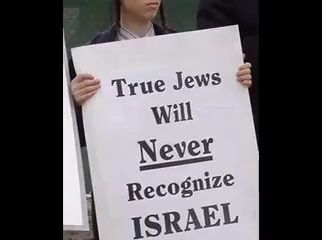 True Jews
Will
Never
Recognize
ISRAEL